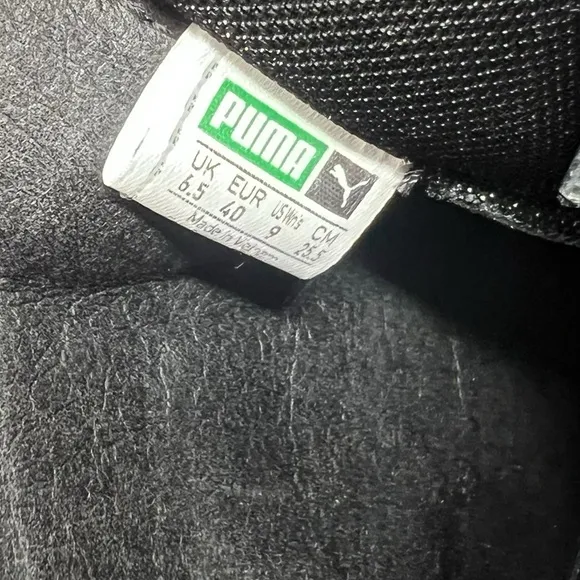 PUMA
UK EUR US Wn's CM
6.5 40 9 25.5
Made in Vietnam